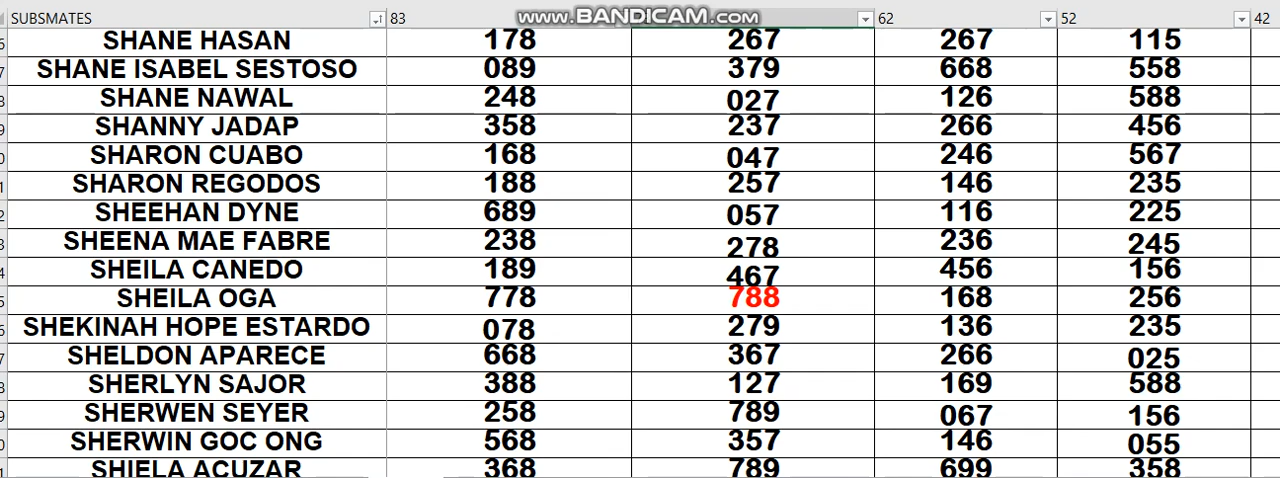 SUBSMATES 83 www.BANDICAM.com 62 52 42
SHANE HASAN 178 267 267 115
SHANE ISABEL SESTOSO 089 379 668 558
SHANE NAWAL 248 027 126 588
SHANNY JADAP 358 237 266 456
SHARON CUABO 168 047 246 567
SHARON REGODOS 188 257 146 235
SHEEHAN DYNE 689 057 116 225
SHEENA MAE FABRE 238 278 236 245
SHEILA CANEDO 189 467 456 156
SHEILA OGA 778 788 168 256
SHEKINAH HOPE ESTARDO 078 279 136 235
SHELDON APARECE 668 367 266 025
SHERLYN SAJOR 388 127 169 588
SHERWEN SEYER 258 789 067 156
SHERWIN GOC ONG 568 357 146 055
SHIELA ACUZAR 368 789 699 358